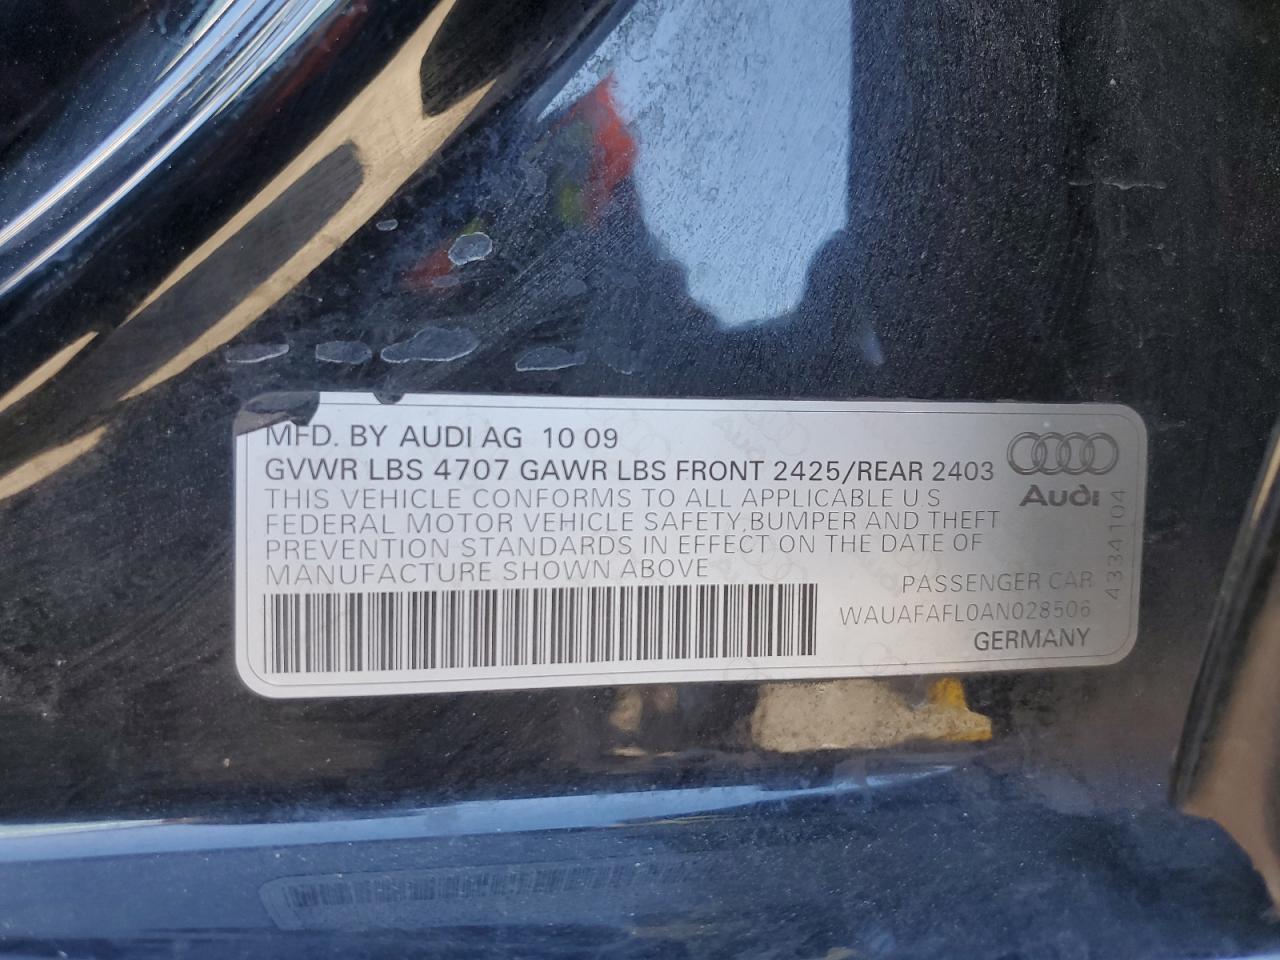 MFD. BY AUDI AG 10 09
GVWR LBS 4707 GAWR LBS FRONT 2425/REAR 2403
THIS VEHICLE CONFORMS TO ALL APPLICABLE U S
FEDERAL MOTOR VEHICLE SAFETY, BUMPER AND THEFT
PREVENTION STANDARDS IN EFFECT ON THE DATE OF
MANUFACTURE SHOWN ABOVE
Audi
PASSENGER CAR
WAUAFAFL0AN028506
GERMANY
4334104